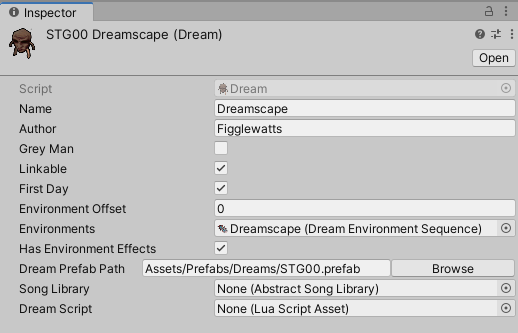 Inspector
STG00 Dreamscape (Dream)
Open
Script Dream
Name Dreamscape
Author Figglewatts
Grey Man
Linkable
First Day
Environment Offset 0
Environments Dreamscape (Dream Environment Sequence)
Has Environment Effects
Dream Prefab Path Assets/Prefabs/Dreams/STG00.prefab Browse
Song Library None (Abstract Song Library)
Dream Script None (Lua Script Asset)